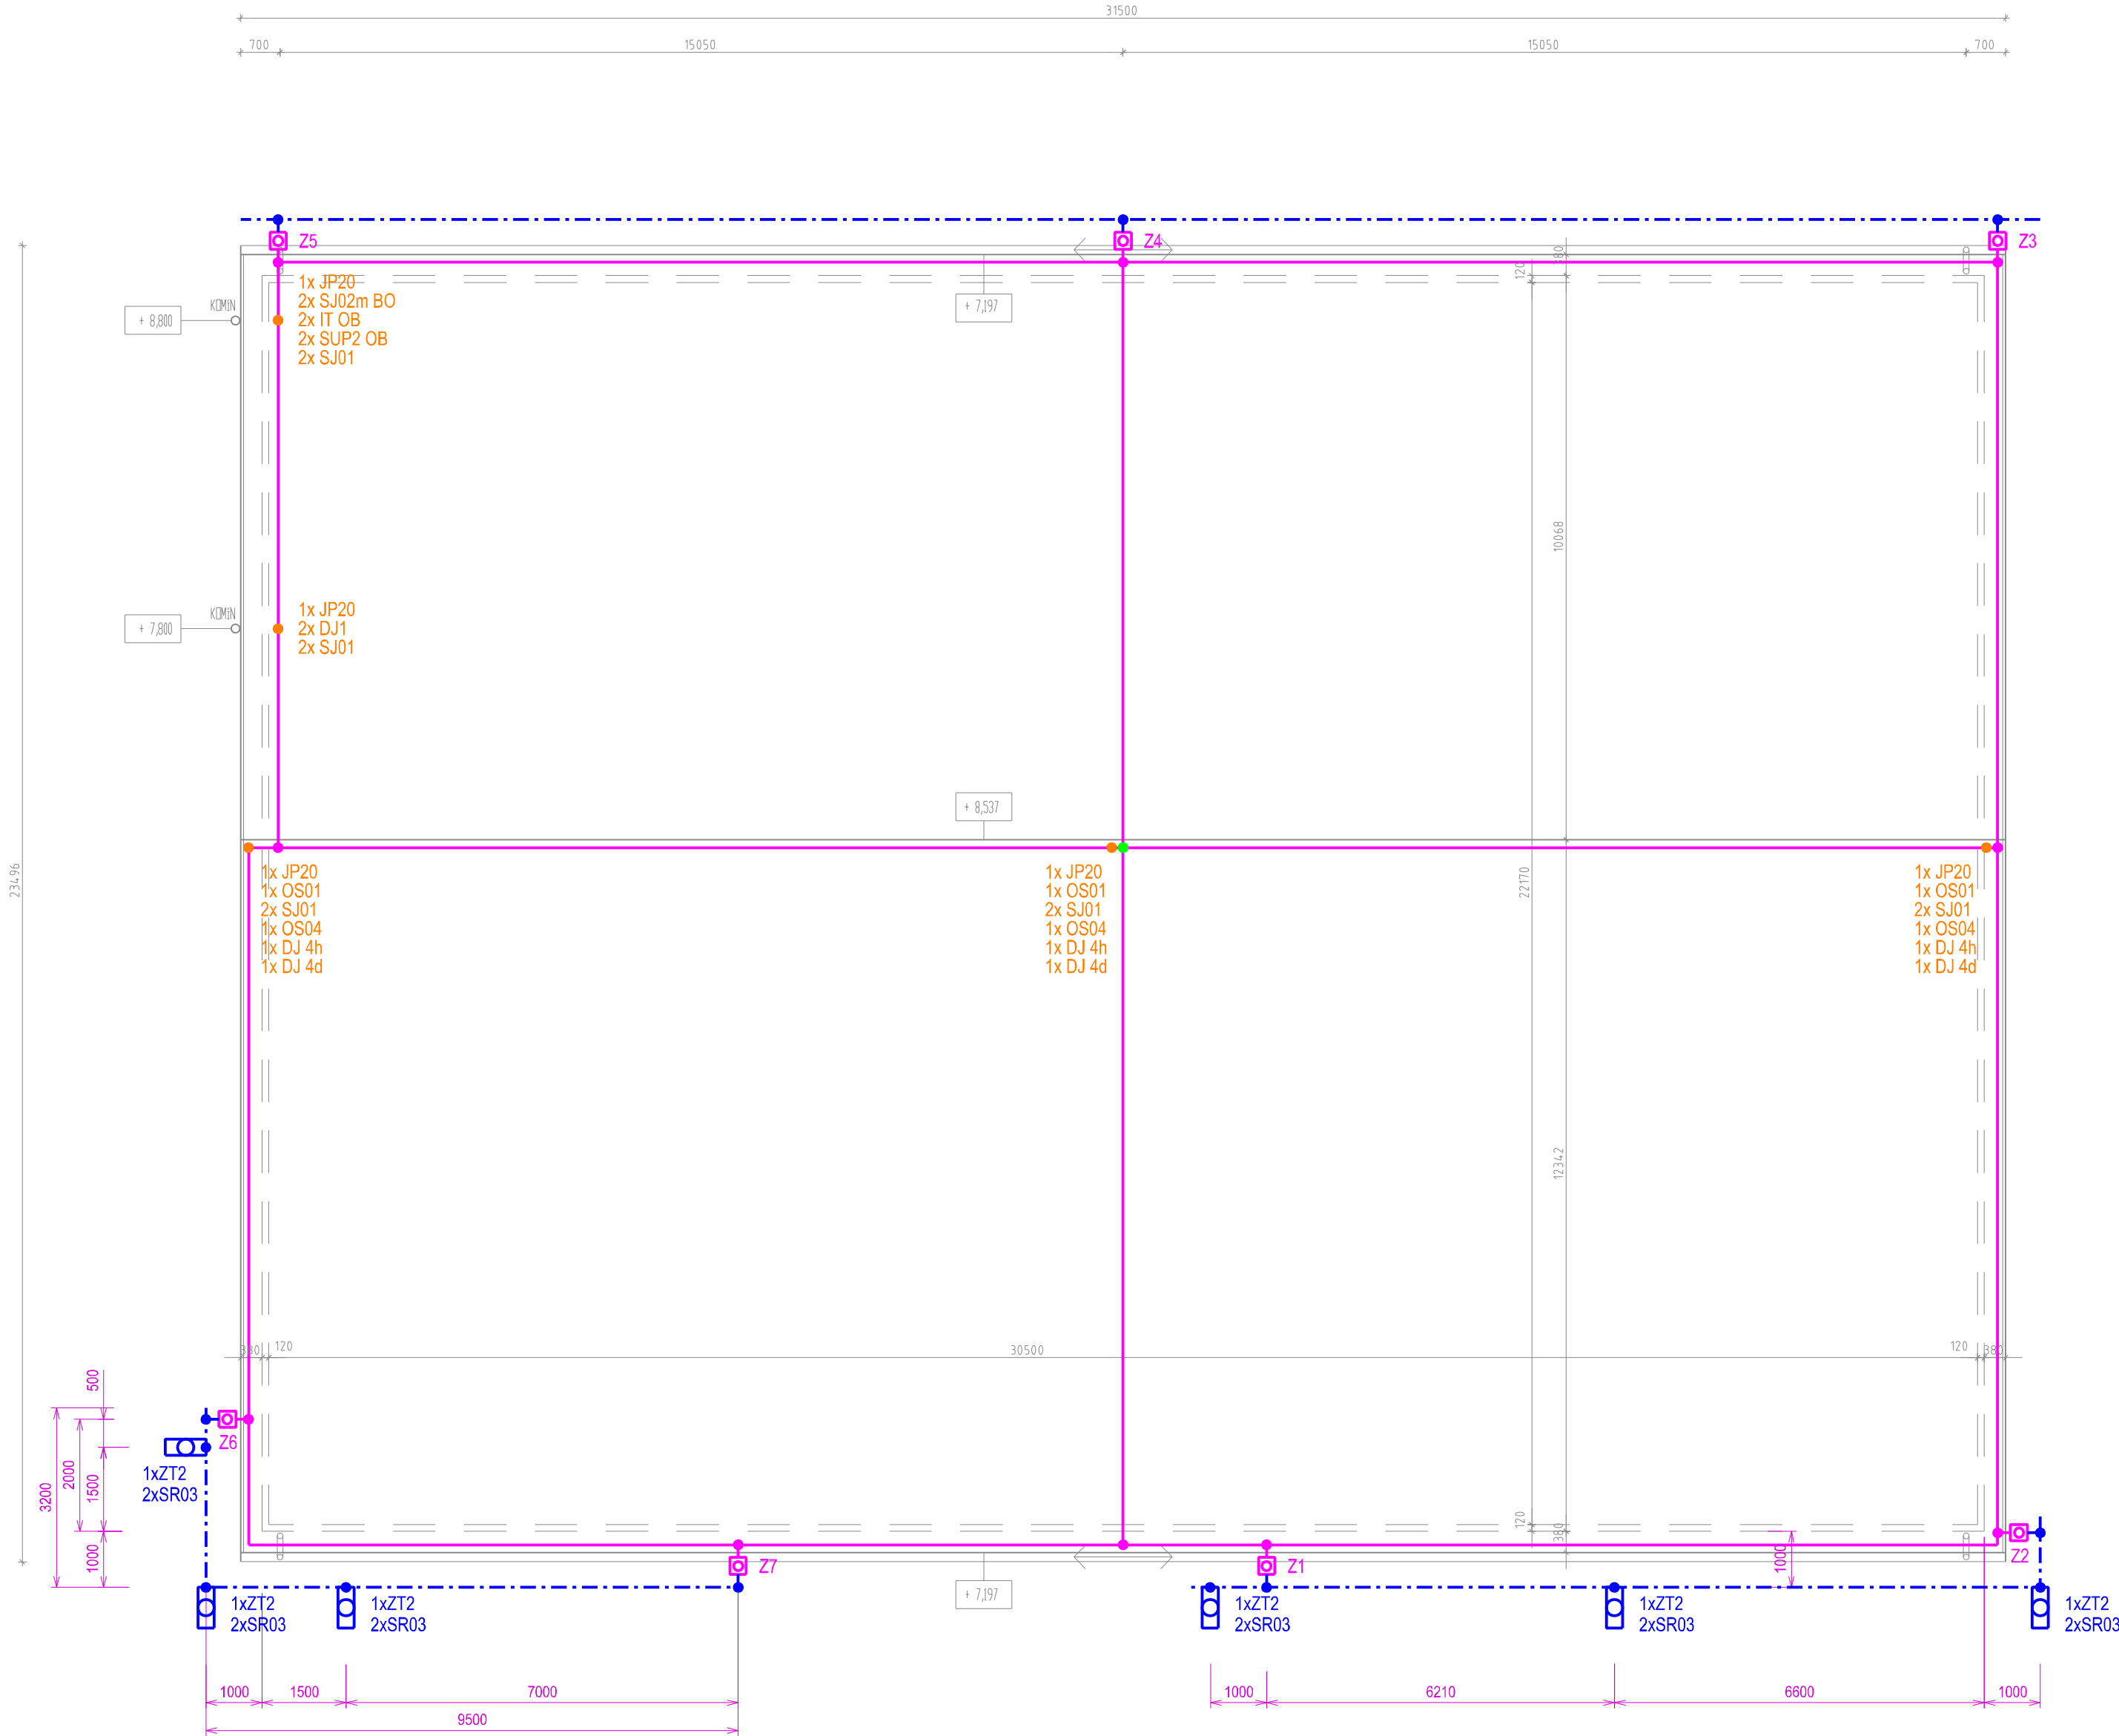 31500
700
15050
15050
700
Z5
Z4
Z3
380
120
1x JP20
2x SJ02m BO
2x IT OB
2x SUP2 OB
2x SJ01
KOMíN
+ 8,800
+ 7,197
10068
KOMíN
+ 7,800
1x JP20
2x DJ1
2x SJ01
+ 8,537
23496
22170
1x JP20
1x OS01
2x SJ01
1x OS04
1x DJ 4h
1x DJ 4d
1x JP20
1x OS01
2x SJ01
1x OS04
1x DJ 4h
1x DJ 4d
1x JP20
1x OS01
2x SJ01
1x OS04
1x DJ 4h
1x DJ 4d
12342
380
120
30500
120
380
500
Z6
1xZT2
2xSR03
3200
2000
1500
1000
120
380
Z7
Z1
1000
Z2
+ 7,197
1xZT2
2xSR03
1xZT2
2xSR03
1xZT2
2xSR03
1xZT2
2xSR03
1xZT2
2xSR03
1000
1500
7000
1000
6210
6600
1000
9500